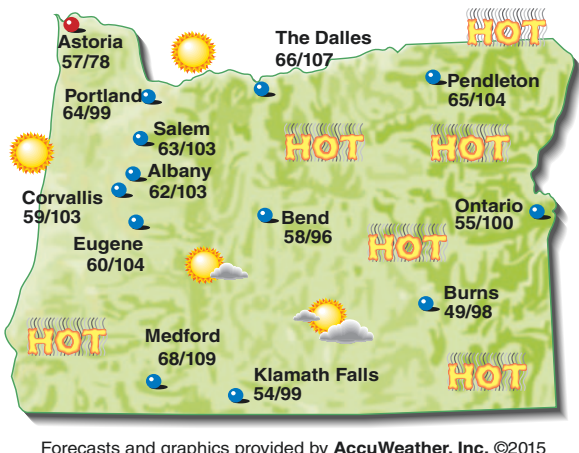 HOT
Astoria
57/78
The Dalles
66/107
Pendleton
65/104
Portland
64/99
Salem
63/103
HOT
HOT
Albany
62/103
Corvallis
59/103
Bend
58/96
Ontario
55/100
Eugene
60/104
HOT
Burns
49/98
HOT
Medford
68/109
Klamath Falls
54/99
HOT
Forecasts and graphics provided by AccuWeather, Inc. ©2015